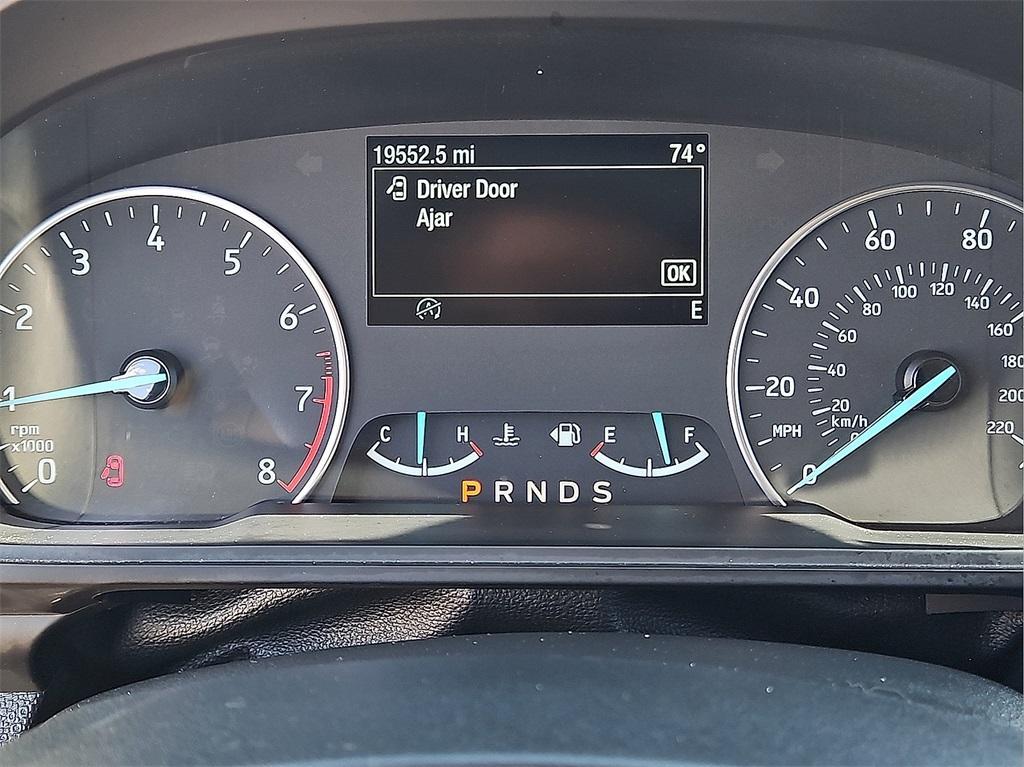 19552.5 mi 74°
Driver Door
Ajar
OK
E
0 1 2 3 4 5 6 7 8
rpm
x1000
C H
E F
P R N D S
0 20 40 60 80
MPH
0 20 40 60 80 100 120 140 160 180 200 220
km/h